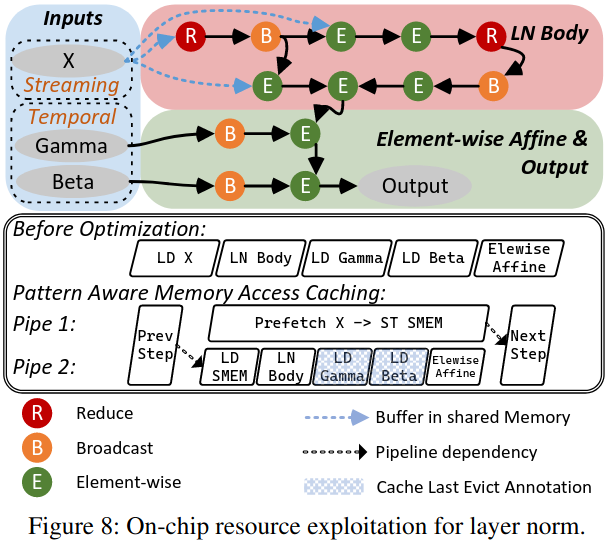 Inputs
X
Streaming
Temporal
Gamma
Beta
R B E E R LN Body
E E E B
B E Element-wise Affine &
Output
B E Output
Before Optimization:
LD X LN Body LD Gamma LD Beta Elewise
Affine
Pattern Aware Memory Access Caching:
Pipe 1: Prev
Step Prefetch X -> ST SMEM Next
Step
Pipe 2: LD
SMEM LN
Body LD
Gamma LD
Beta Elewise
Affine
R Reduce Buffer in shared Memory
B Broadcast Pipeline dependency
E Element-wise Cache Last Evict Annotation
Figure 8: On-chip resource exploitation for layer norm.